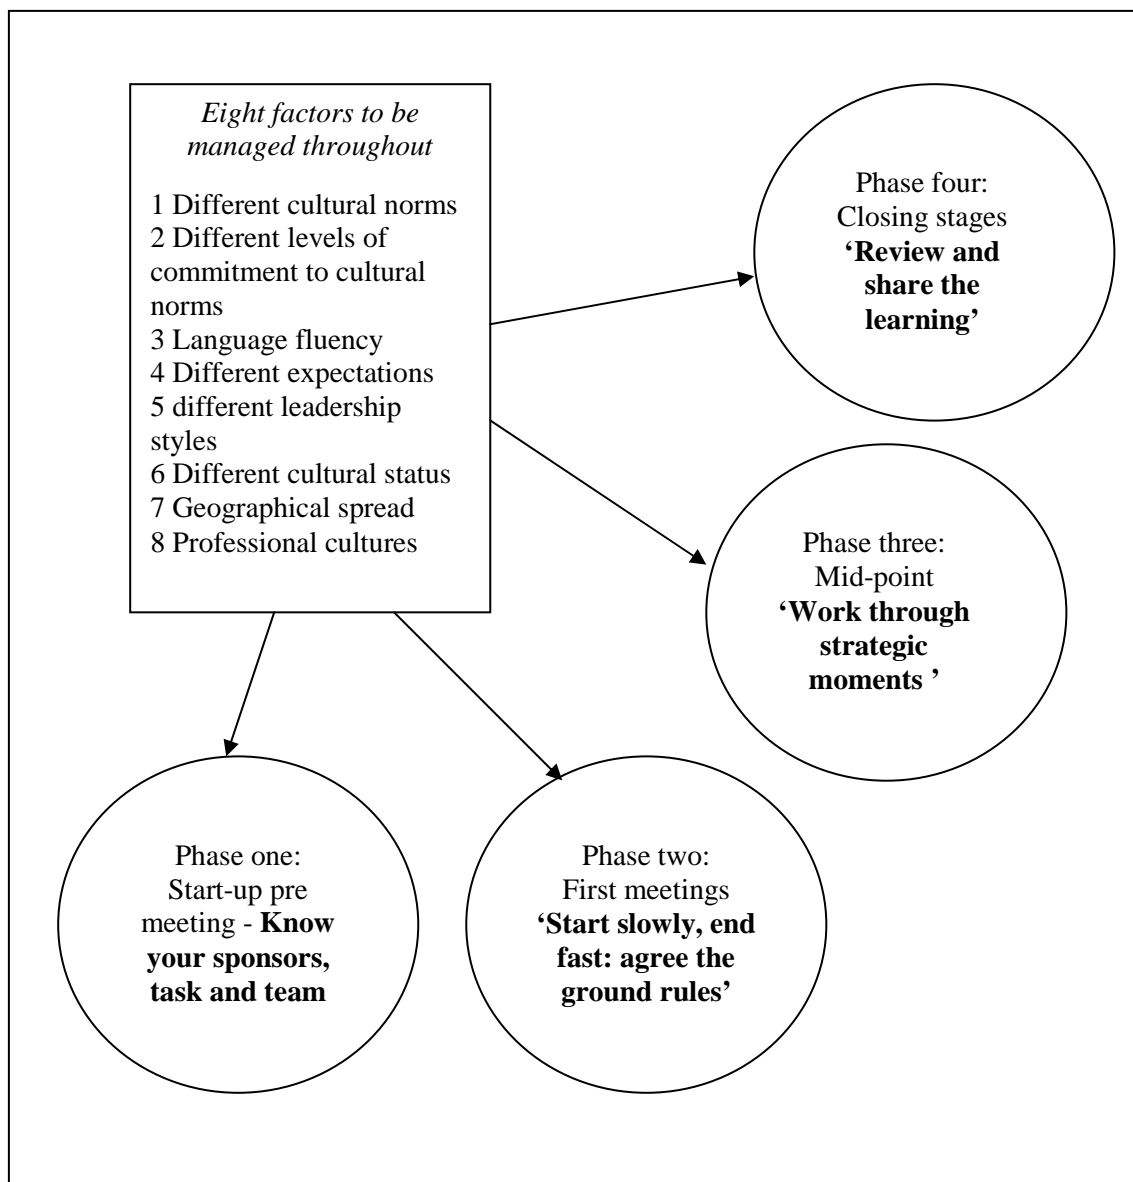 Eight factors to be
managed throughout
1 Different cultural norms
2 Different levels of
commitment to cultural
norms
3 Language fluency
4 Different expectations
5 different leadership
styles
6 Different cultural status
7 Geographical spread
8 Professional cultures
Phase four:
Closing stages
‘Review and
share the
learning’
Phase three:
Mid-point
‘Work through
strategic
moments ’
Phase one:
Start-up pre
meeting - Know
your sponsors,
task and team
Phase two:
First meetings
‘Start slowly, end
fast: agree the
ground rules’